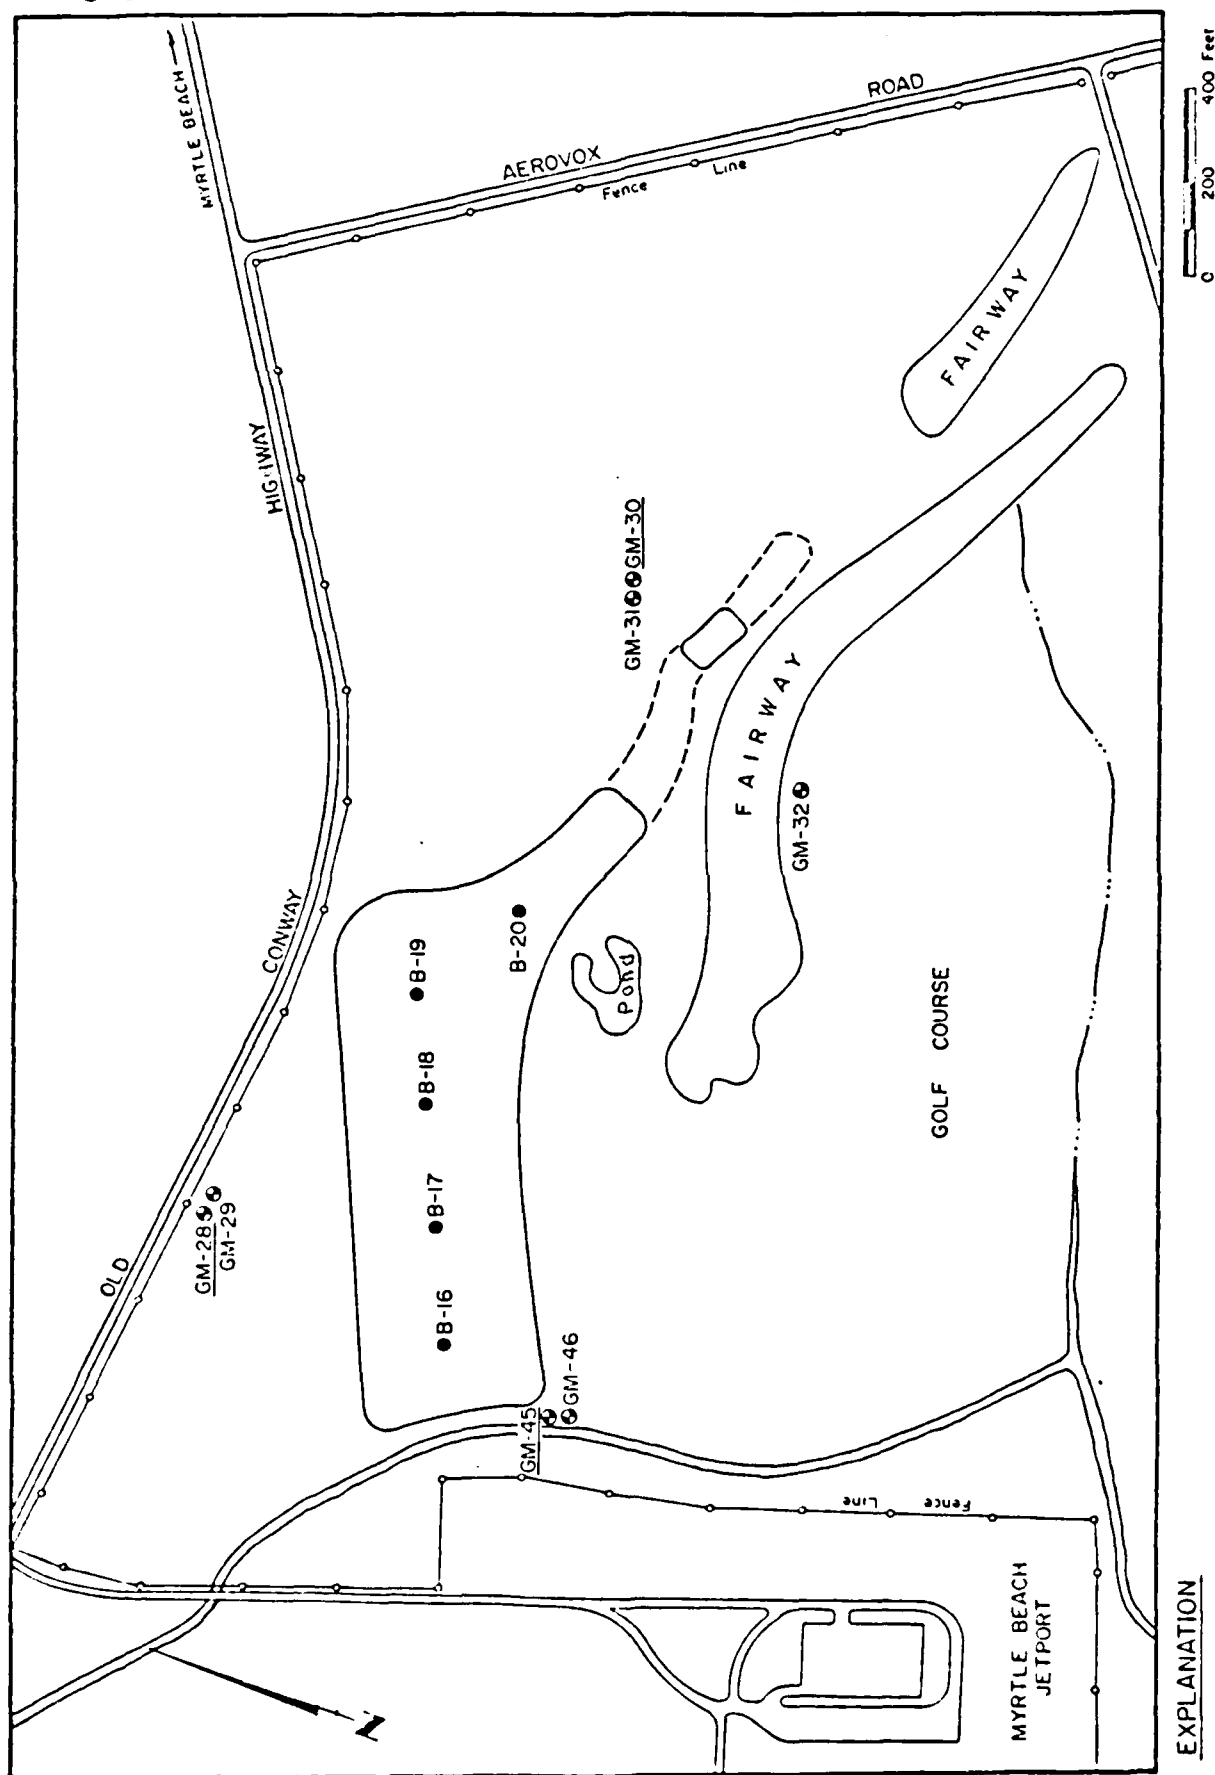 MYRTLE BEACH
OLD
CONWAY
HIGHWAY
AEROVOX
ROAD
Fence
Line
GM-28
GM-29
B-16
B-17
B-18
B-19
B-20
GM-45
GM-46
Pond
GM-31
GM-30
FAIRWAY
GM-32
FAIRWAY
GOLF COURSE
Fence
Line
MYRTLE BEACH
JETPORT
N
EXPLANATION
0 200 400 Feet